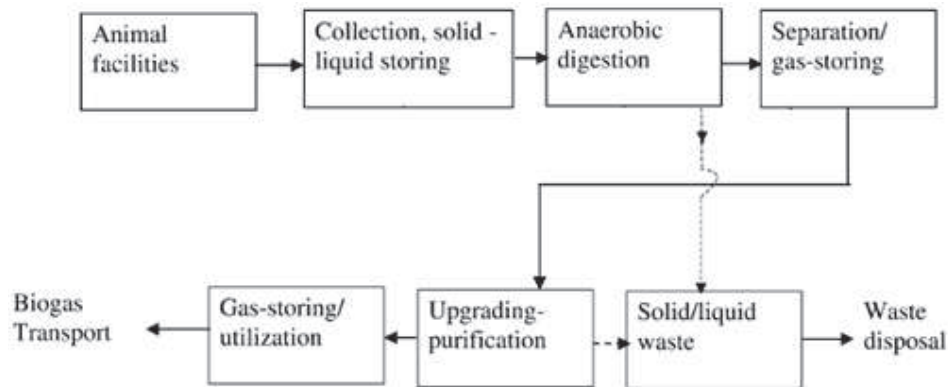 Animal
facilities
Collection, solid -
liquid storing
Anaerobic
digestion
Separation/
gas-storing
Biogas
Transport
Gas-storing/
utilization
Upgrading-
purification
Solid/liquid
waste
Waste
disposal